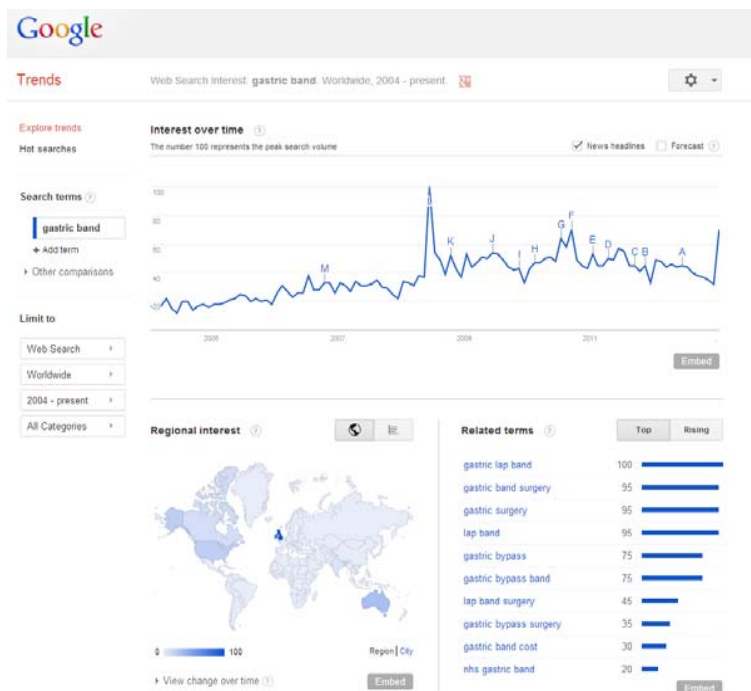 Google
Trends
Web Search Interest: gastric band. Worldwide, 2004 - present.
Explore trends
Hot searches
Search terms ?
gastric band
+ Add term
Other comparisons
Limit to
Web Search
Worldwide
2004 - present
All Categories
Interest over time ?
The number 100 represents the peak search volume
News headlines
Forecast ?
100
80
60
40
20
M
K
J
I
H
G
F
E
D
C
B
A
2007
2009
2011
Embed
Regional interest ?
0
100
Region | City
View change over time ?
Embed
Related terms ?
Top
Rising
gastric lap band 100
gastric band surgery 95
gastric surgery 95
lap band 95
gastric bypass 75
gastric bypass band 75
lap band surgery 45
gastric bypass surgery 35
gastric band cost 30
nhs gastric band 20
Embed